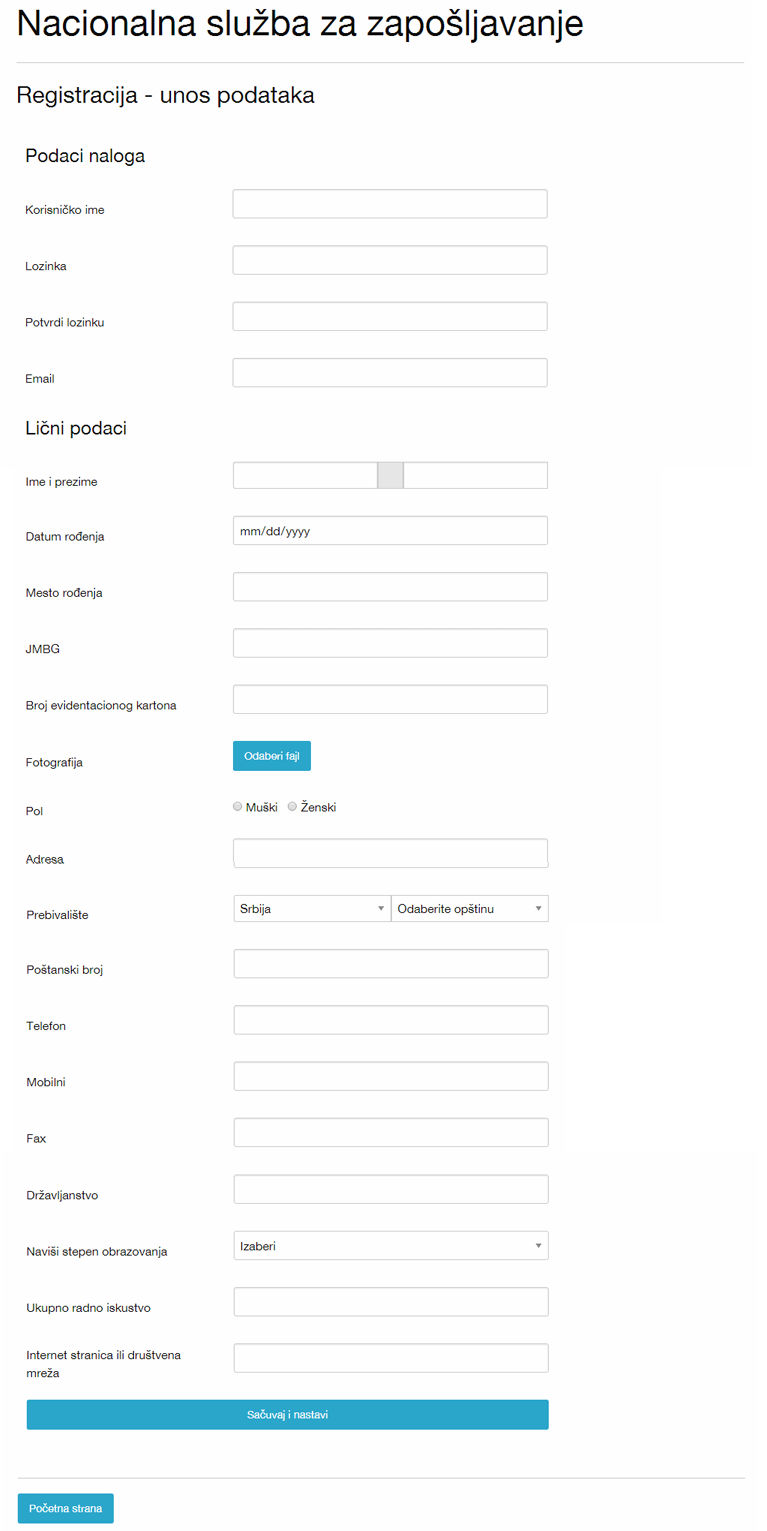 Nacionalna služba za zapošljavanje
Registracija - unos podataka
Podaci naloga
Korisničko ime
Lozinka
Potvrdi lozinku
Email
Lični podaci
Ime i prezime
Datum rođenja mm/dd/yyyy
Mesto rođenja
JMBG
Broj evidentacionog kartona
Fotografija Odaberi fajl
Pol Muški Ženski
Adresa
Prebivalište Srbija Odaberite opštinu
Poštanski broj
Telefon
Mobilni
Fax
Državljanstvo
Naviši stepen obrazovanja Izaberi
Ukupno radno iskustvo
Internet stranica ili društvena
mreža
Sačuvaj i nastavi
Početna strana